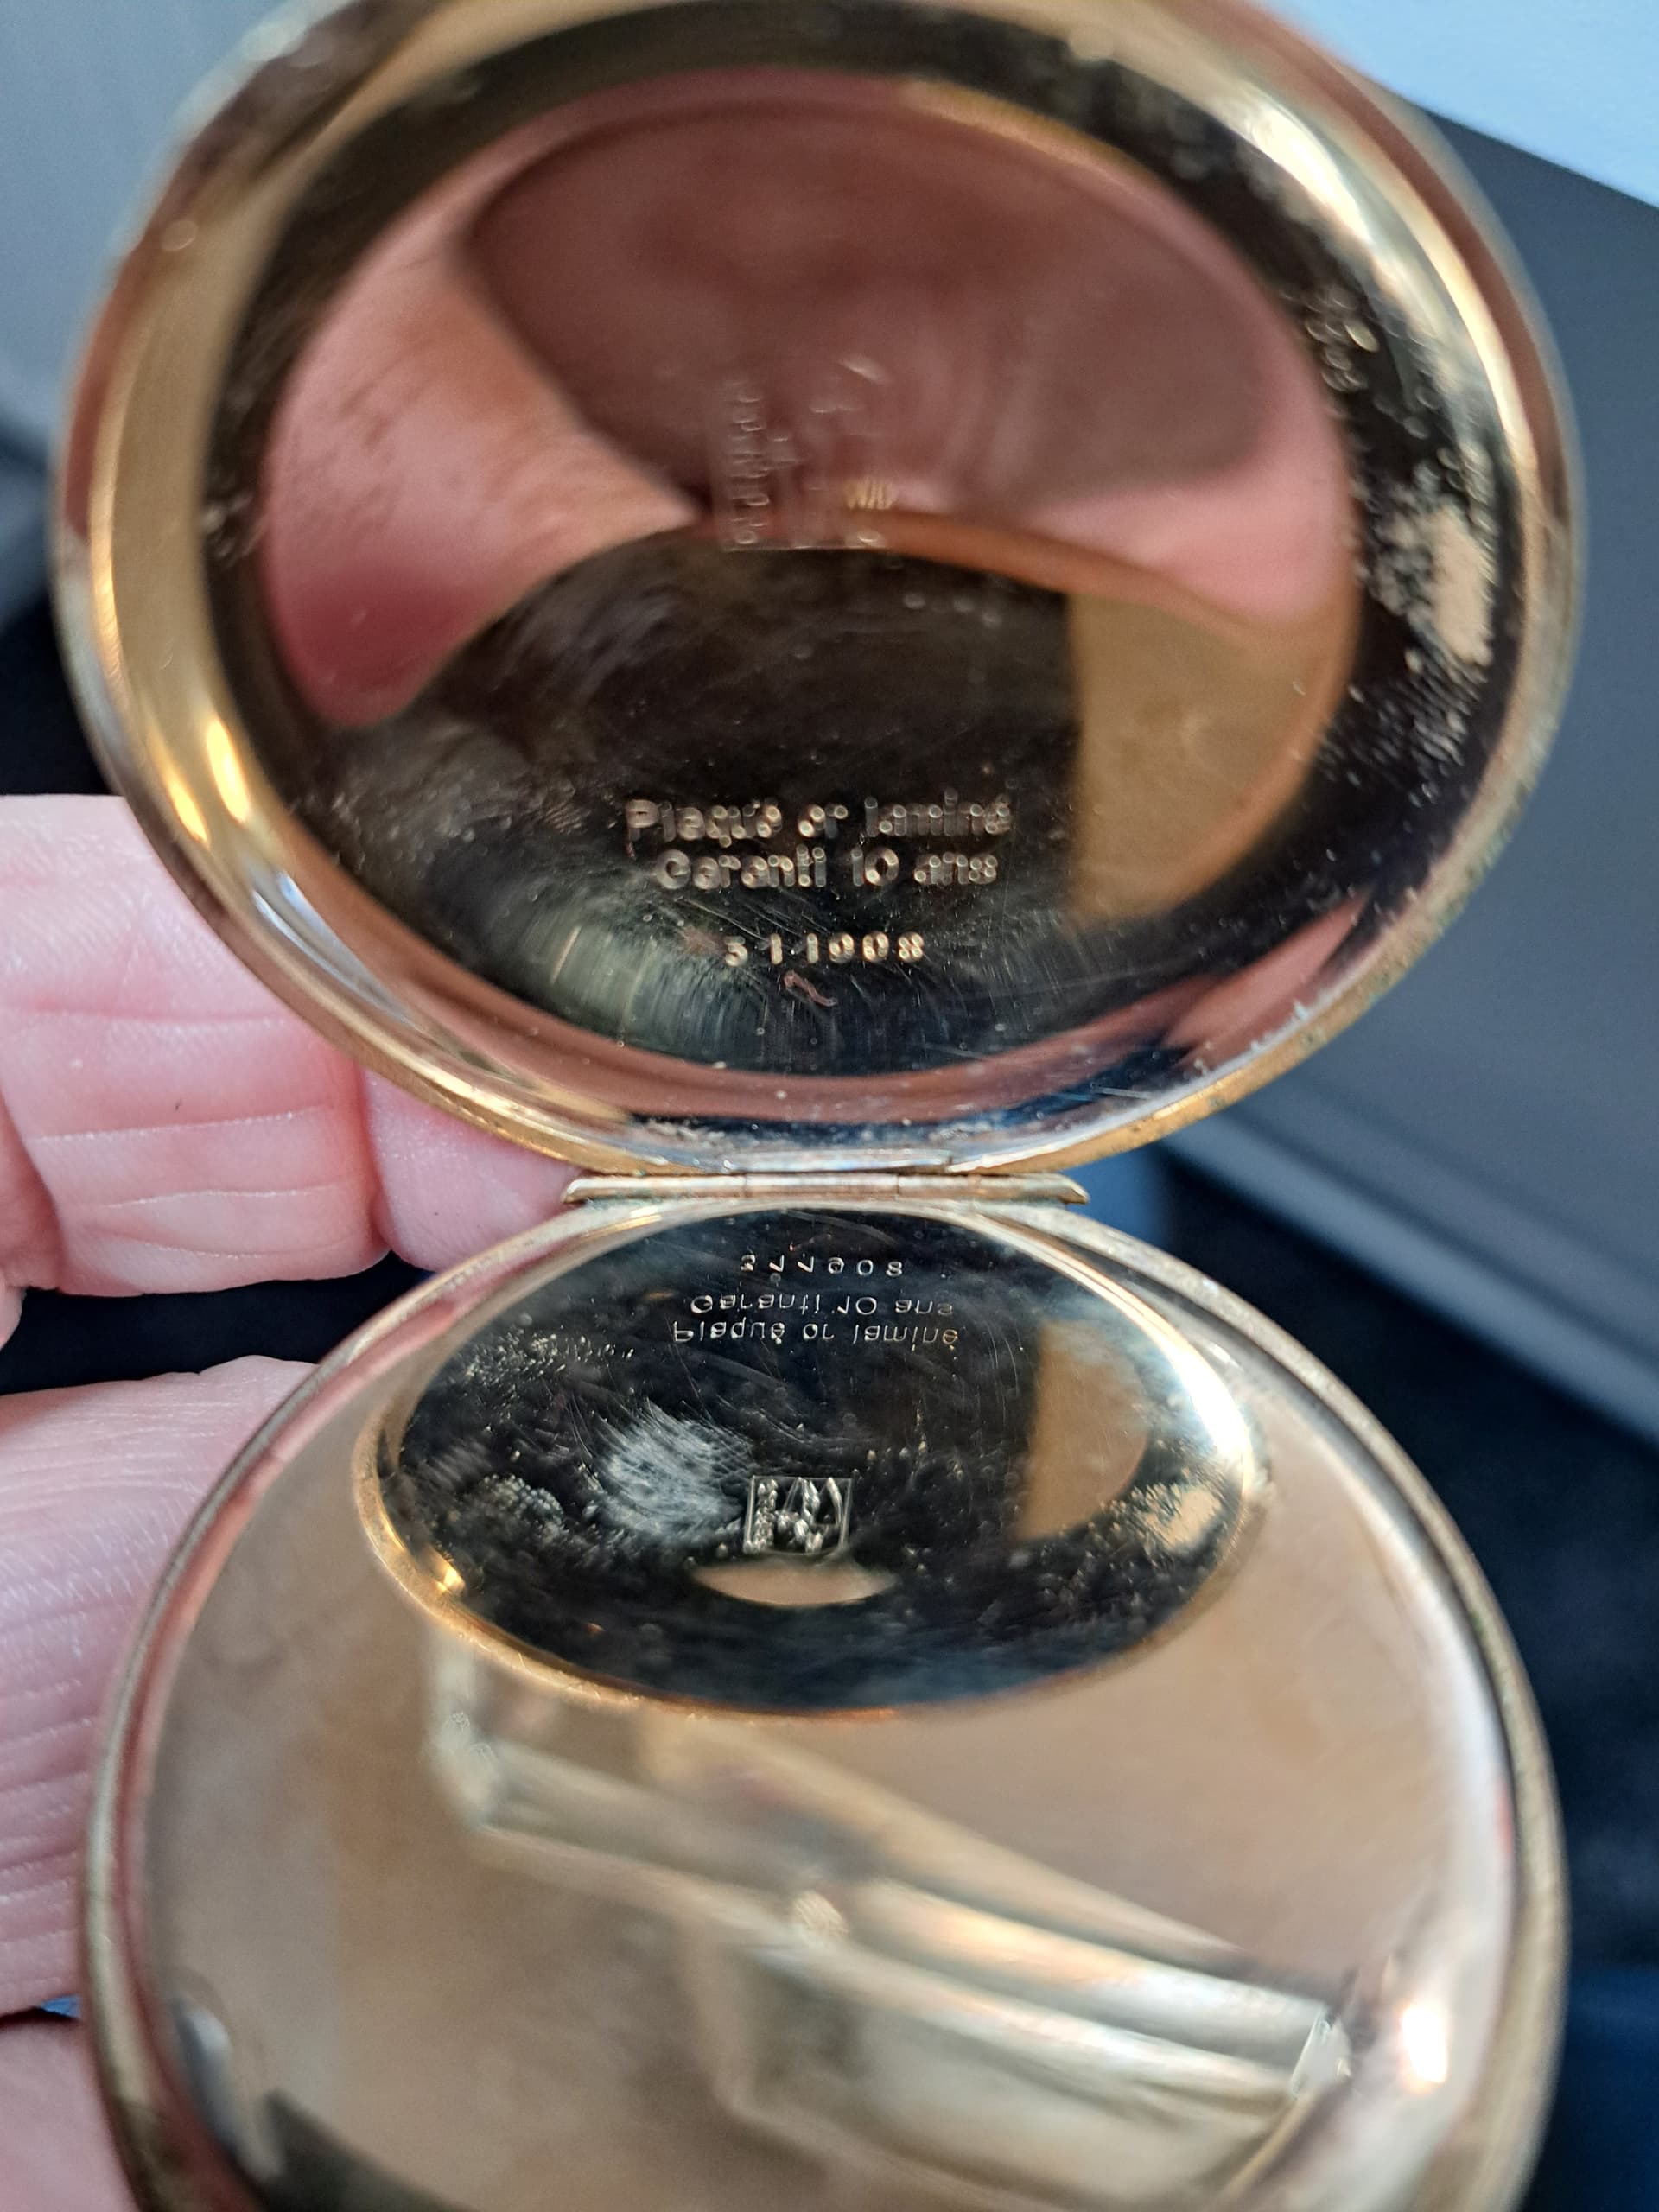 Plaqué or laminé
Garanti 10 ans
311908